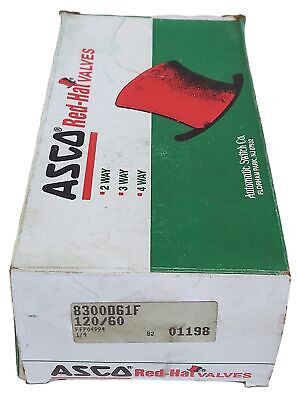 ASCO® Red-Hat VALVES
▪ 2 WAY
▪ 3 WAY
▪ 4 WAY
Automatic Switch Co.
FLORHAM PARK, NJ 07932
8300D61F
120/60
1/4 82 01198
ASCO® Red-Hat VALVES